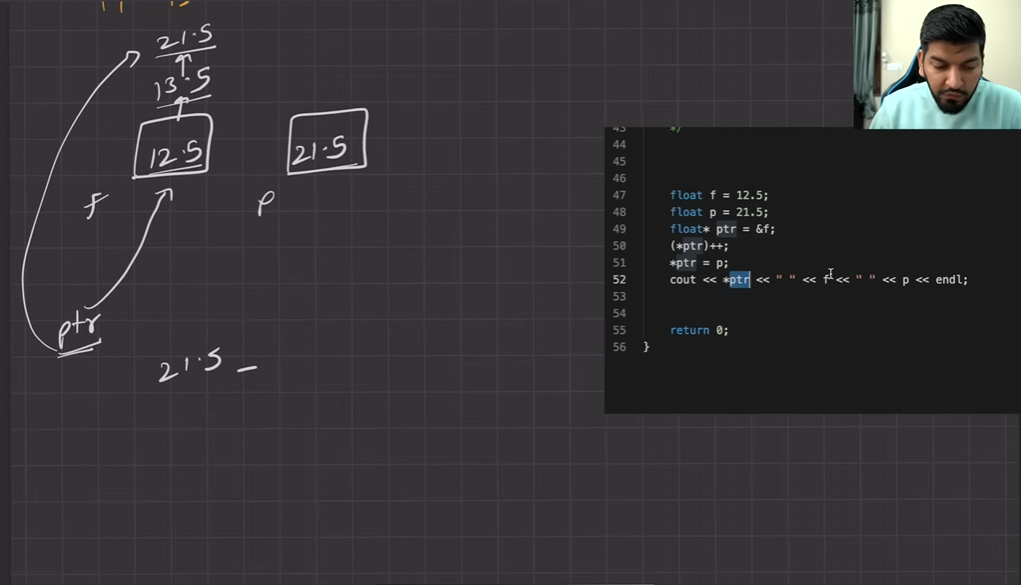 21.5
13.5
12.5
21.5
f
p
ptr
21.5 _
43 */
44
45
46
47 float f = 12.5;
48 float p = 21.5;
49 float* ptr = &f;
50 (*ptr)++;
51 *ptr = p;
52 cout << *ptr << " " << f << " " << p << endl;
53
54
55 return 0;
56 }